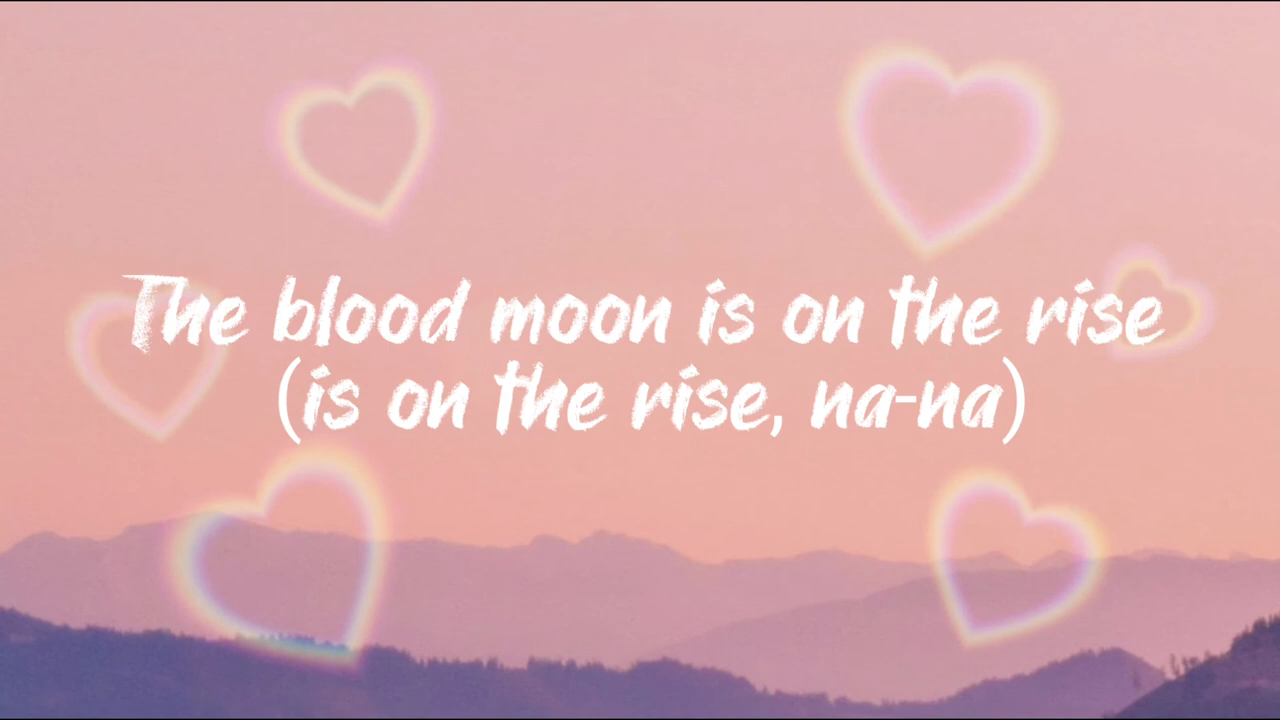 The blood moon is on the rise
(is on the rise, na-na)